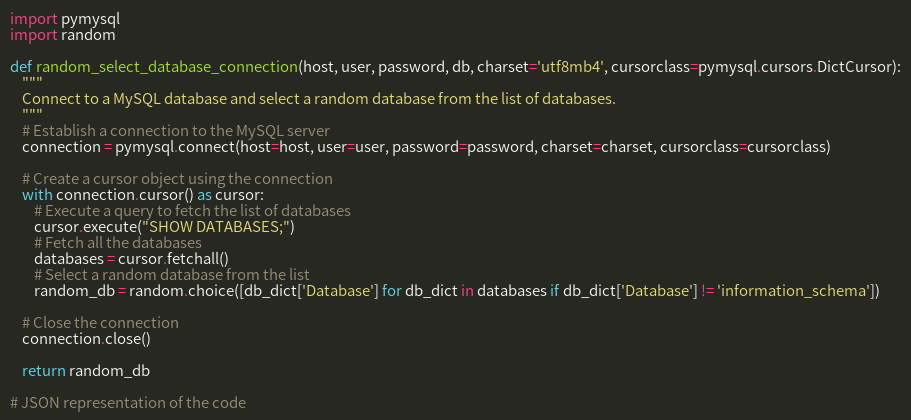 import pymysql
import random
def random_select_database_connection(host, user, password, db, charset='utf8mb4', cursorclass=pymysql.cursors.DictCursor):
"""
Connect to a MySQL database and select a random database from the list of databases.
"""
# Establish a connection to the MySQL server
connection = pymysql.connect(host=host, user=user, password=password, charset=charset, cursorclass=cursorclass)
# Create a cursor object using the connection
with connection.cursor() as cursor:
# Execute a query to fetch the list of databases
cursor.execute("SHOW DATABASES;")
# Fetch all the databases
databases = cursor.fetchall()
# Select a random database from the list
random_db = random.choice([db_dict['Database'] for db_dict in databases if db_dict['Database'] != 'information_schema'])
# Close the connection
connection.close()
return random_db
# JSON representation of the code